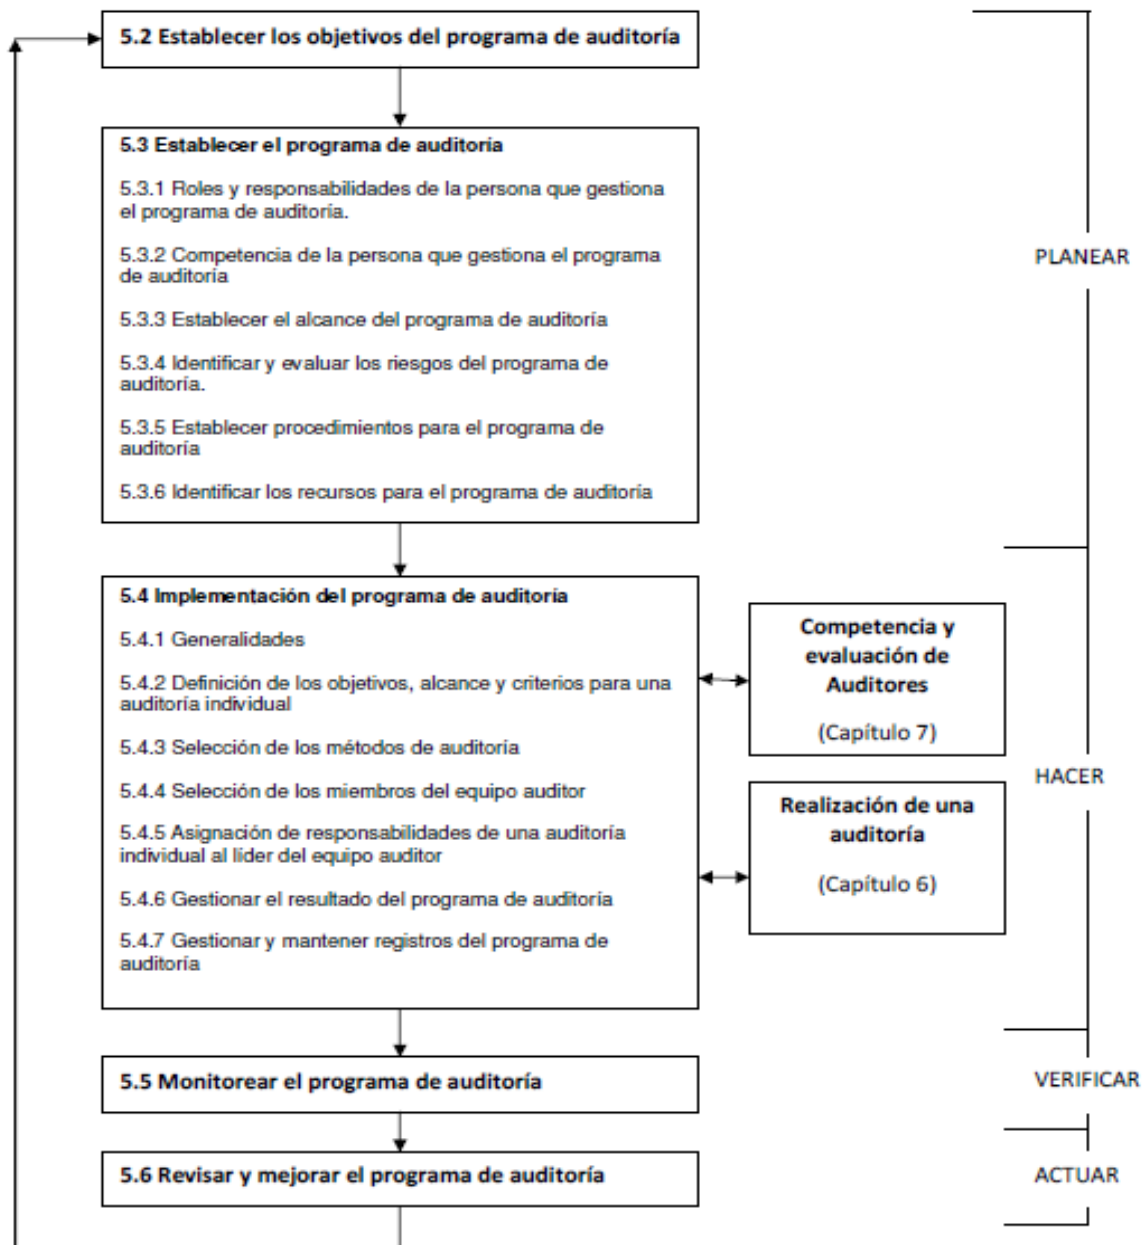 5.2 Establecer los objetivos del programa de auditoría
5.3 Establecer el programa de auditoría
5.3.1 Roles y responsabilidades de la persona que gestiona
el programa de auditoría.
5.3.2 Competencia de la persona que gestiona el programa
de auditoría
5.3.3 Establecer el alcance del programa de auditoría
5.3.4 Identificar y evaluar los riesgos del programa de
auditoría.
5.3.5 Establecer procedimientos para el programa de
auditoría
5.3.6 Identificar los recursos para el programa de auditoría
PLANEAR
5.4 Implementación del programa de auditoría
5.4.1 Generalidades
5.4.2 Definición de los objetivos, alcance y criterios para una
auditoría individual
5.4.3 Selección de los métodos de auditoría
5.4.4 Selección de los miembros del equipo auditor
5.4.5 Asignación de responsabilidades de una auditoría
individual al líder del equipo auditor
5.4.6 Gestionar el resultado del programa de auditoría
5.4.7 Gestionar y mantener registros del programa de
auditoría
Competencia y
evaluación de
Auditores
(Capítulo 7)
Realización de una
auditoría
(Capítulo 6)
HACER
5.5 Monitorear el programa de auditoría
VERIFICAR
5.6 Revisar y mejorar el programa de auditoría
ACTUAR